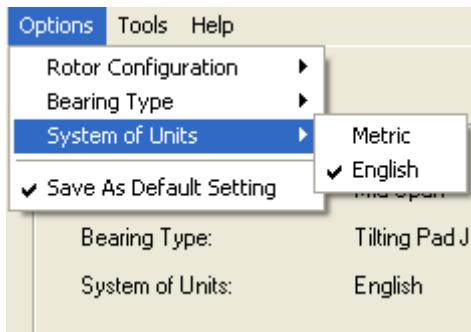 Options Tools Help
Rotor Configuration
Bearing Type
System of Units
Metric
English
Save As Default Setting
Bearing Type: Tilting Pad J
System of Units: English